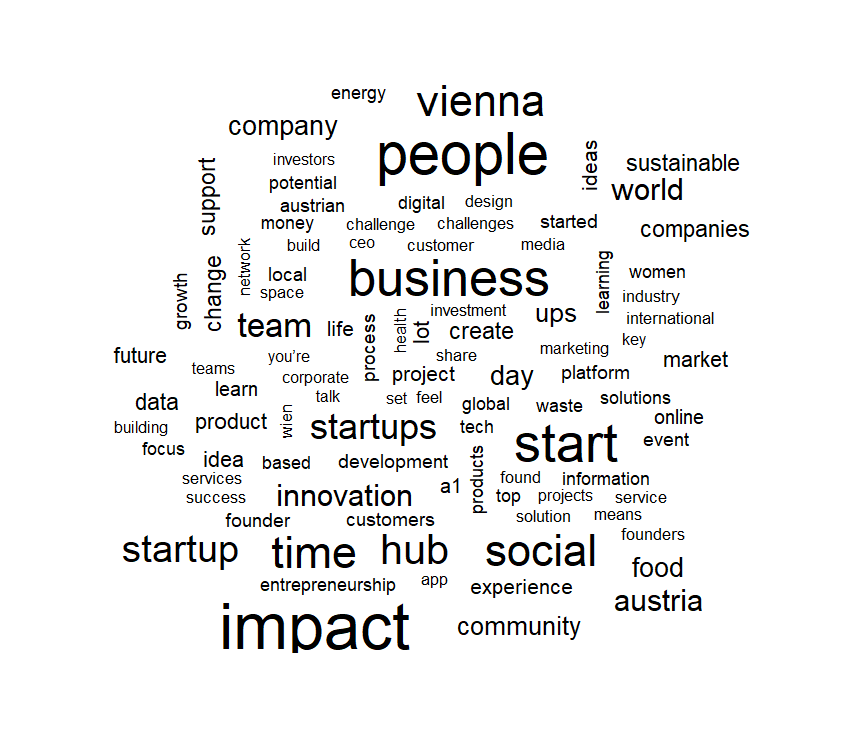 energy
vienna
company
people
investors
ideas
sustainable
support
potential
world
austrian
digital
design
money
challenge
challenges
started
companies
build
ceo
customer
media
network
change
local
business
learning
women
growth
space
industry
investment
ups
international
team
life
process
health
lot
create
key
future
you're
share
marketing
market
teams
corporate
project
day
platform
learn
talk
set
feel
solutions
data
product
wien
global
waste
online
building
startups
tech
start
event
focus
idea
based
development
services
products
found
information
success
innovation
a1
top
projects
service
founder
customers
solution
means
startup
time
hub
social
founders
food
entrepreneurship
app
experience
austria
impact
community